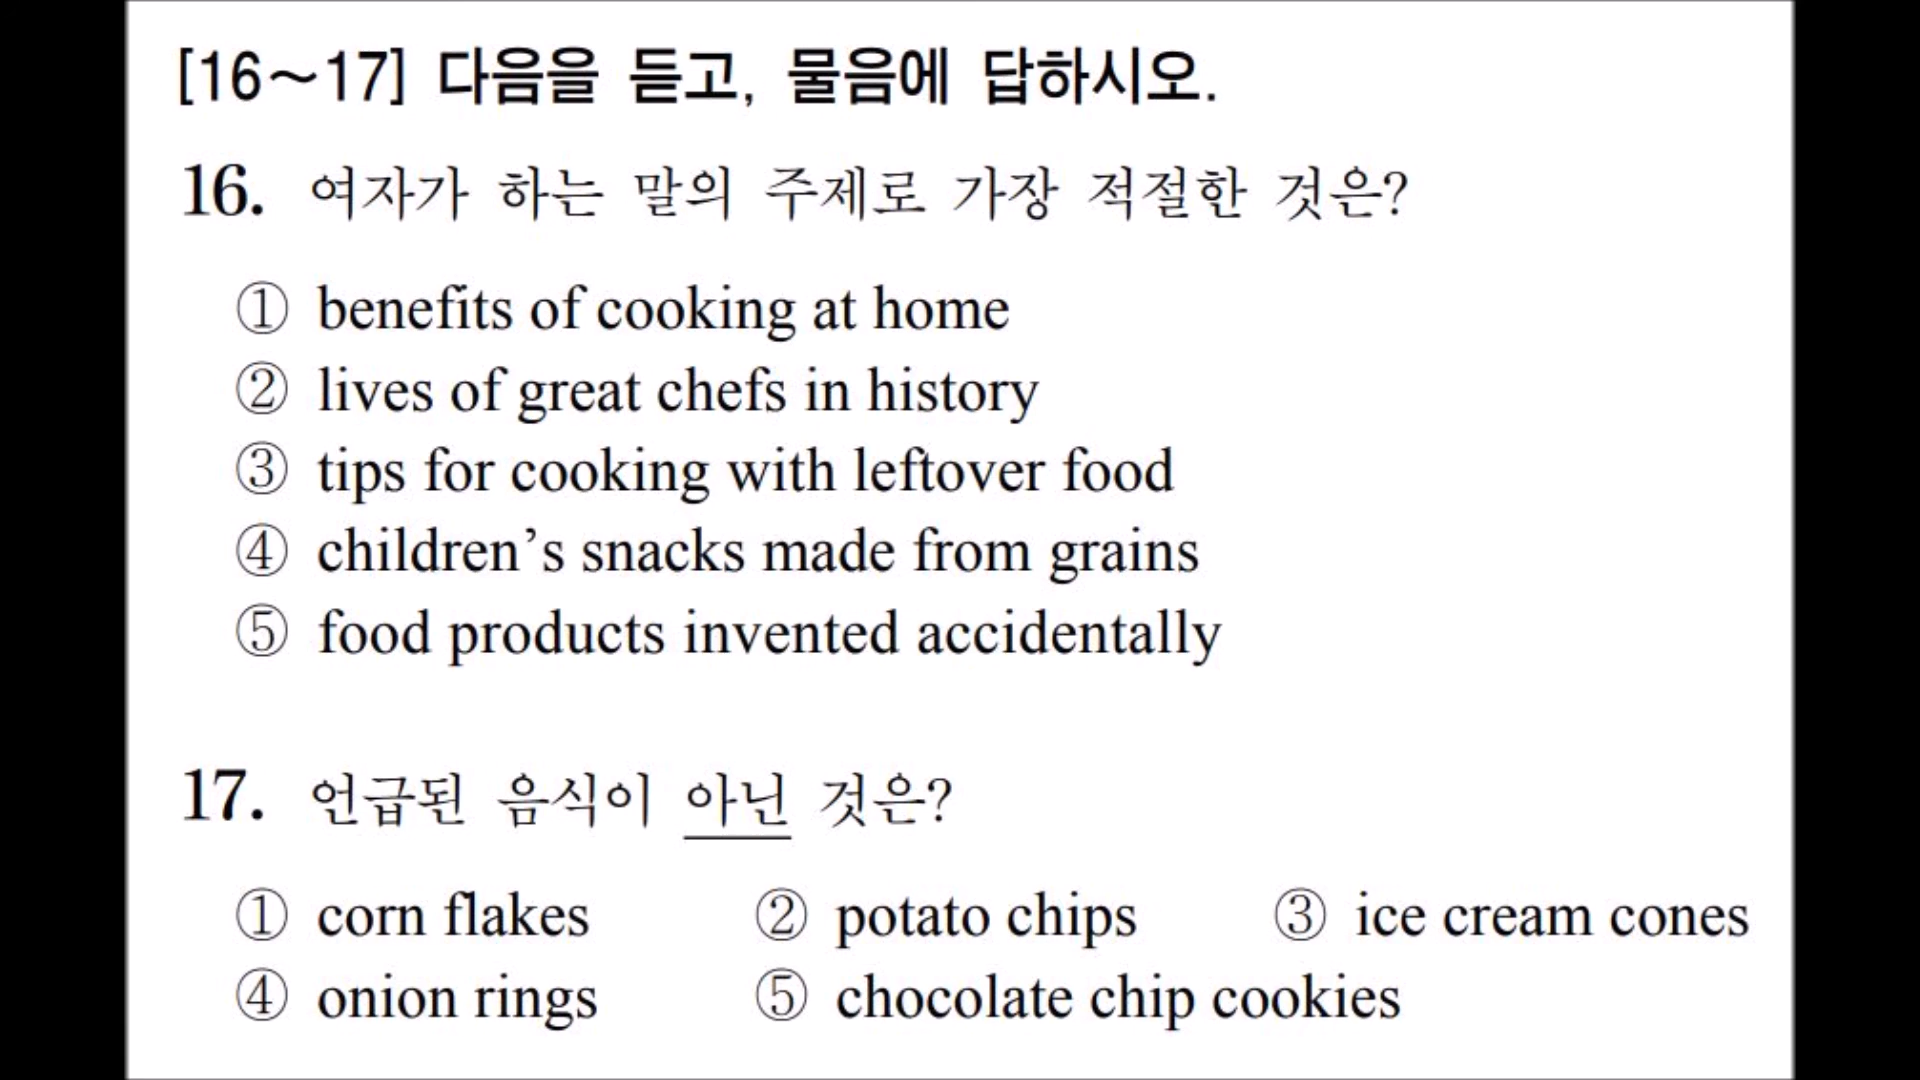 [16～17] 다음을 듣고, 물음에 답하시오.
16. 여자가 하는 말의 주제로 가장 적절한 것은?
① benefits of cooking at home
② lives of great chefs in history
③ tips for cooking with leftover food
④ children’s snacks made from grains
⑤ food products invented accidentally
17. 언급된 음식이 아닌 것은?
① corn flakes ② potato chips ③ ice cream cones
④ onion rings ⑤ chocolate chip cookies